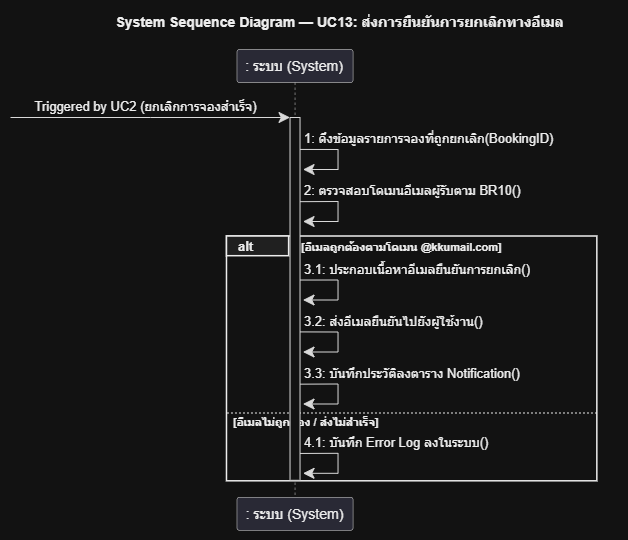 System Sequence Diagram — UC13: ส่งการยืนยันการยกเลิกทางอีเมล
: ระบบ (System)
Triggered by UC2 (ยกเลิกการจองสำเร็จ)
1: ดึงข้อมูลรายการจองที่ถูกยกเลิก(BookingID)
2: ตรวจสอบโดเมนอีเมลผู้รับตาม BR10()
alt
[อีเมลถูกต้องตามโดเมน @kkumail.com]
3.1: ประกอบเนื้อหาอีเมลยืนยันการยกเลิก()
3.2: ส่งอีเมลยืนยันไปยังผู้ใช้งาน()
3.3: บันทึกประวัติลงตาราง Notification()
[อีเมลไม่ถูกต้อง / ส่งไม่สำเร็จ]
4.1: บันทึก Error Log ลงในระบบ()
: ระบบ (System)